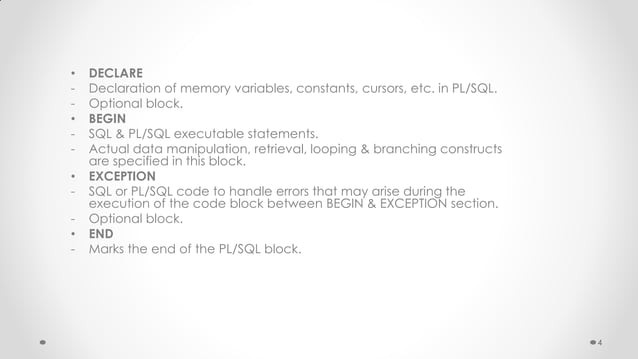 • DECLARE
- Declaration of memory variables, constants, cursors, etc. in PL/SQL.
- Optional block.
• BEGIN
- SQL & PL/SQL executable statements.
- Actual data manipulation, retrieval, looping & branching constructs
are specified in this block.
• EXCEPTION
- SQL or PL/SQL code to handle errors that may arise during the
execution of the code block between BEGIN & EXCEPTION section.
- Optional block.
• END
- Marks the end of the PL/SQL block.
4